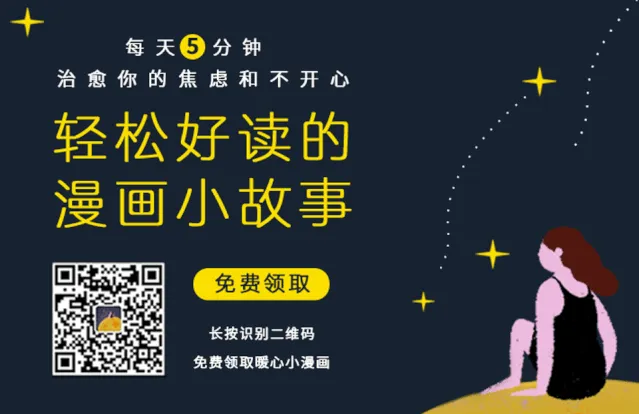 每天5分钟
治愈你的焦虑和不开心
轻松好读的
漫画小故事
免费领取
长按识别二维码
免费领取暖心小漫画